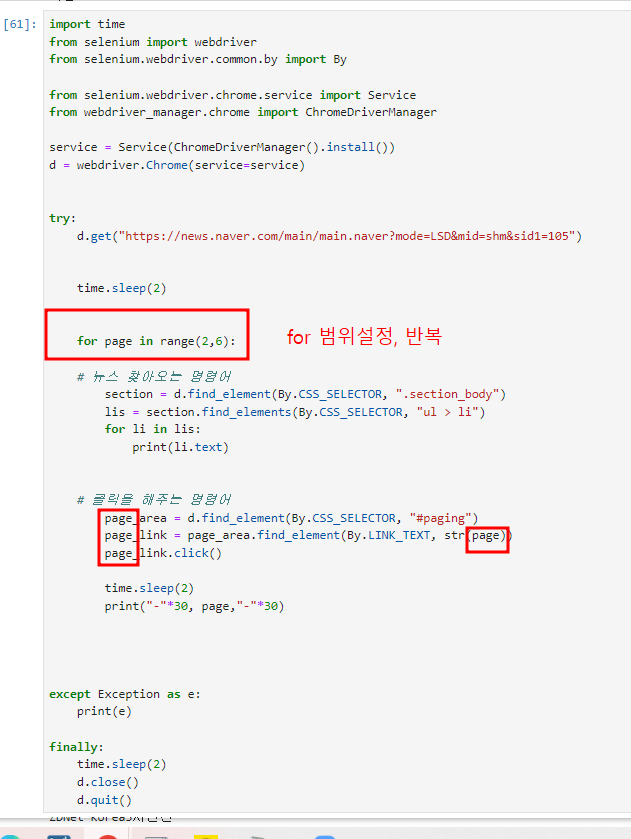 [61]:
import time
from selenium import webdriver
from selenium.webdriver.common.by import By
from selenium.webdriver.chrome.service import Service
from webdriver_manager.chrome import ChromeDriverManager
service = Service(ChromeDriverManager().install())
d = webdriver.Chrome(service=service)
try:
d.get("https://news.naver.com/main/main.naver?mode=LSD&mid=shm&sid1=105")
time.sleep(2)
for page in range(2,6):
for 범위설정, 반복
# 뉴스 찾아오는 명령어
section = d.find_element(By.CSS_SELECTOR, ".section_body")
lis = section.find_elements(By.CSS_SELECTOR, "ul > li")
for li in lis:
print(li.text)
# 클릭을 해주는 명령어
page_area = d.find_element(By.CSS_SELECTOR, "#paging")
page_link = page_area.find_element(By.LINK_TEXT, str(page))
page_link.click()
time.sleep(2)
print("-"*30, page,"-"*30)
except Exception as e:
print(e)
finally:
time.sleep(2)
d.close()
d.quit()